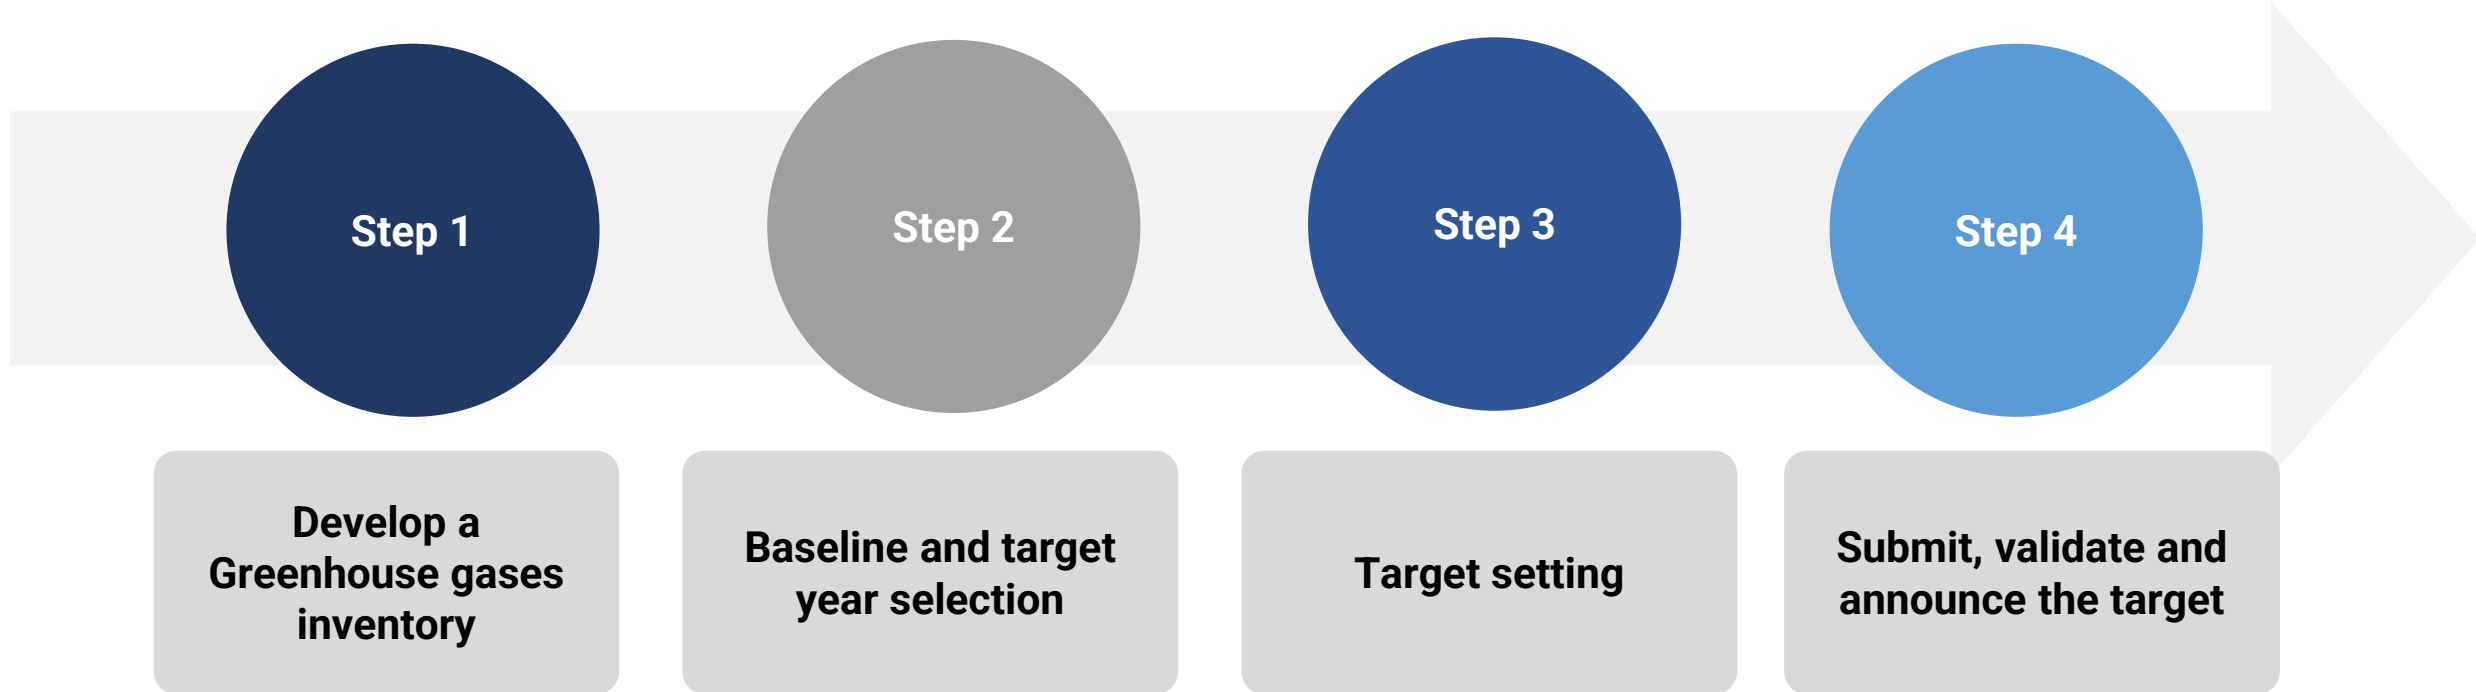 Step 1
Step 2
Step 3
Step 4
Develop a
Greenhouse gases
inventory
Baseline and target
year selection
Target setting
Submit, validate and
announce the target